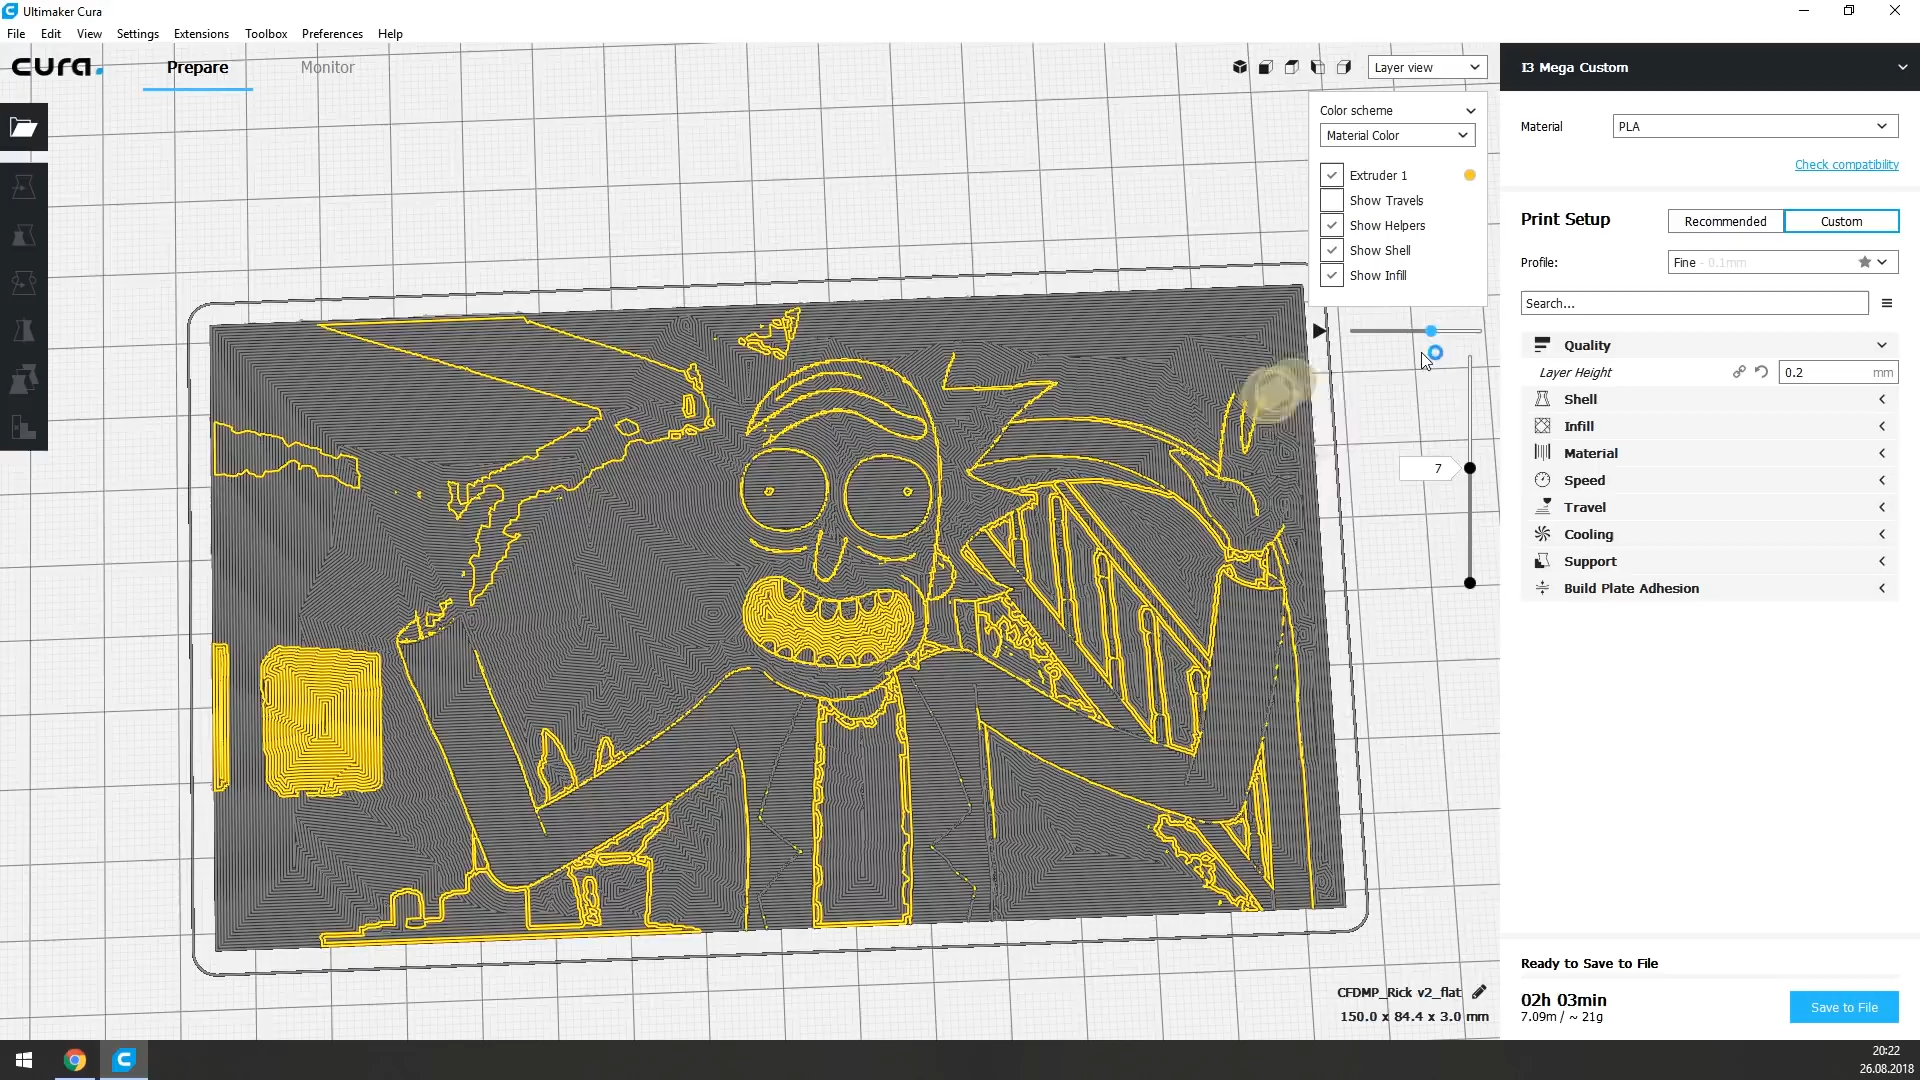 Ultimaker Cura
File Edit View Settings Extensions Toolbox Preferences Help
cura.
Prepare
Monitor
Layer view
Color scheme
Material Color
Extruder 1
Show Travels
Show Helpers
Show Shell
Show Infill
7
I3 Mega Custom
Material
PLA
Check compatibility
Print Setup
Recommended
Custom
Profile:
Fine - 0.1mm
Search...
Quality
Layer Height
0.2 mm
Shell
Infill
Material
Speed
Travel
Cooling
Support
Build Plate Adhesion
CFDMP_Rick v2_flat
150.0 x 84.4 x 3.0 mm
Ready to Save to File
02h 03min
7.09m / ~ 21g
Save to File
20:22
26.08.2018